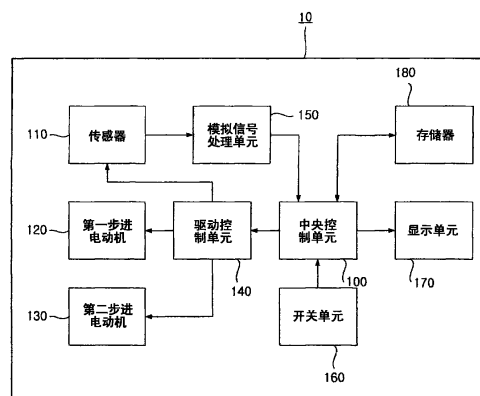 10
180
150
110
传感器
模拟信号
处理单元
存储器
120
第一步进
电动机
驱动控
制单元
中央控
制单元
显示单元
140
100
170
130
第二步进
电动机
开关单元
160